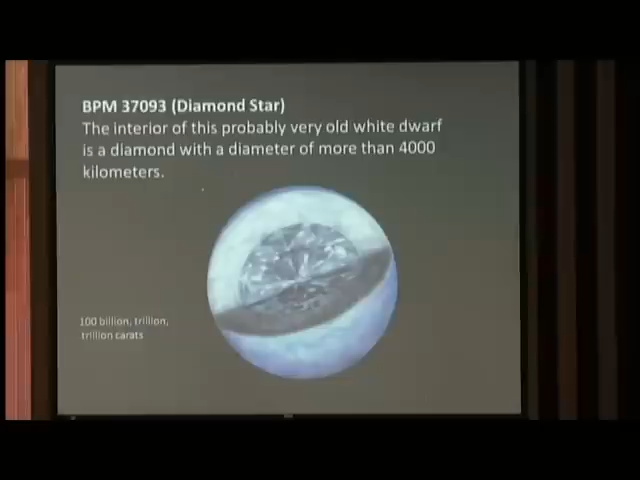 BPM 37093 (Diamond Star)
The interior of this probably very old white dwarf
is a diamond with a diameter of more than 4000
kilometers.
100 billion, trillion,
trillion carats